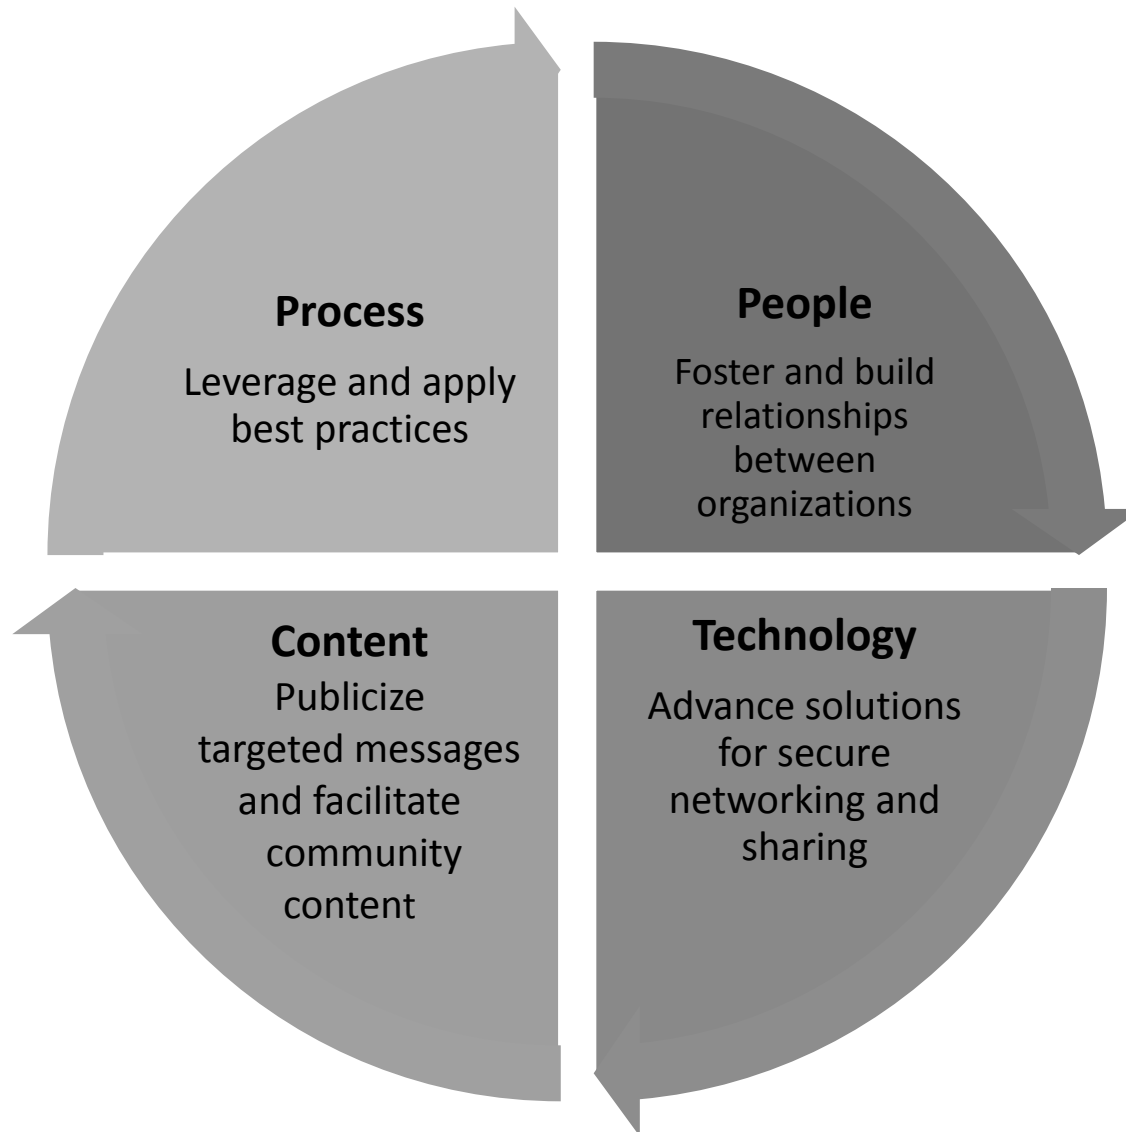 Process
Leverage and apply
best practices
People
Foster and build
relationships
between
organizations
Content
Publicize
targeted messages
and facilitate
community
content
Technology
Advance solutions
for secure
networking and
sharing